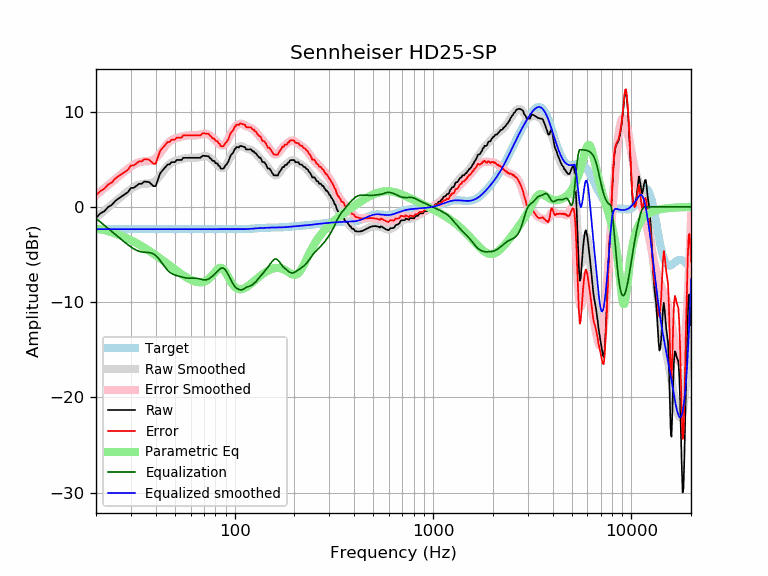 Sennheiser HD25-SP
10
0
−10
−20
−30
Amplitude (dBr)
Target
Raw Smoothed
Error Smoothed
Raw
Error
Parametric Eq
Equalization
Equalized smoothed
100
1000
10000
Frequency (Hz)